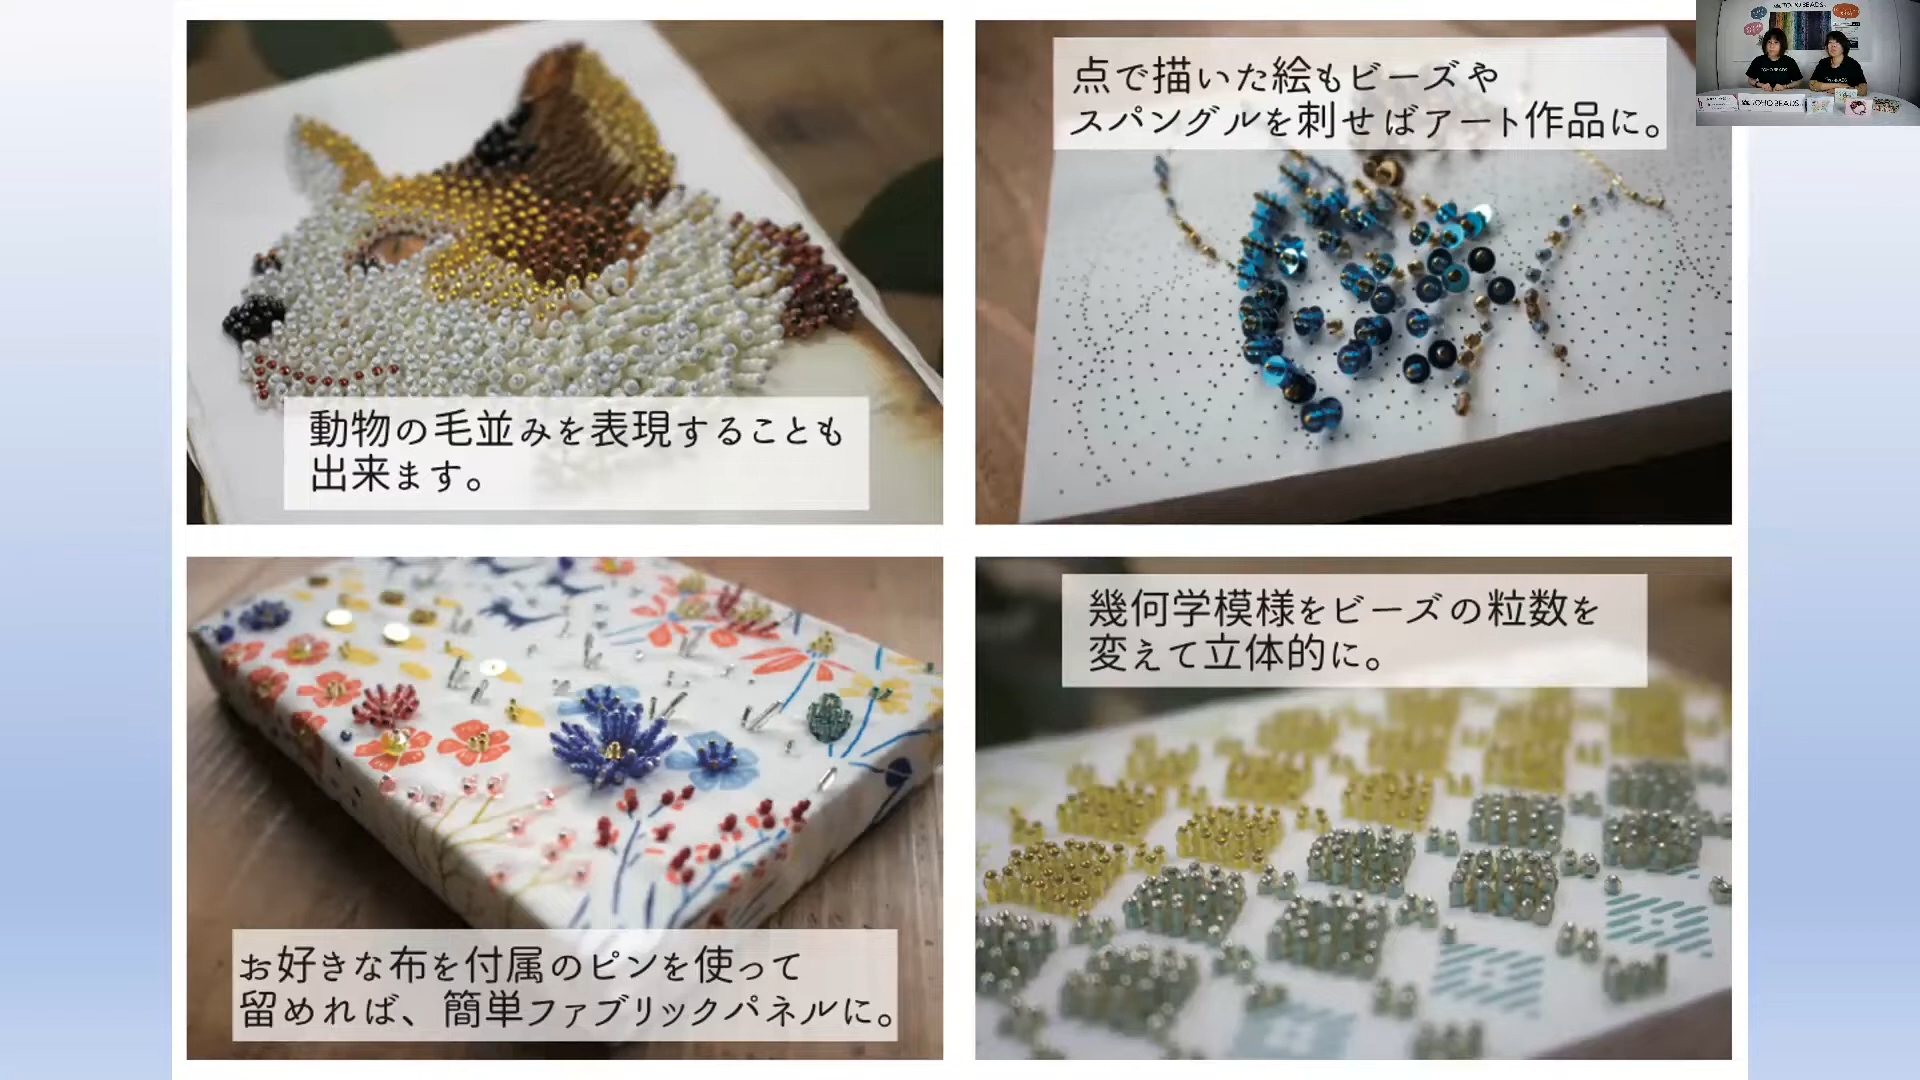 動物の毛並みを表現することも
出来ます。
点で描いた絵もビーズや
スパングルを刺せばアート作品に。
お好きな布を付属のピンを使って
留めれば、簡単ファブリックパネルに。
幾何学模様をビーズの粒数を
変えて立体的に。
TOHO BEADS
TOHO BEADS